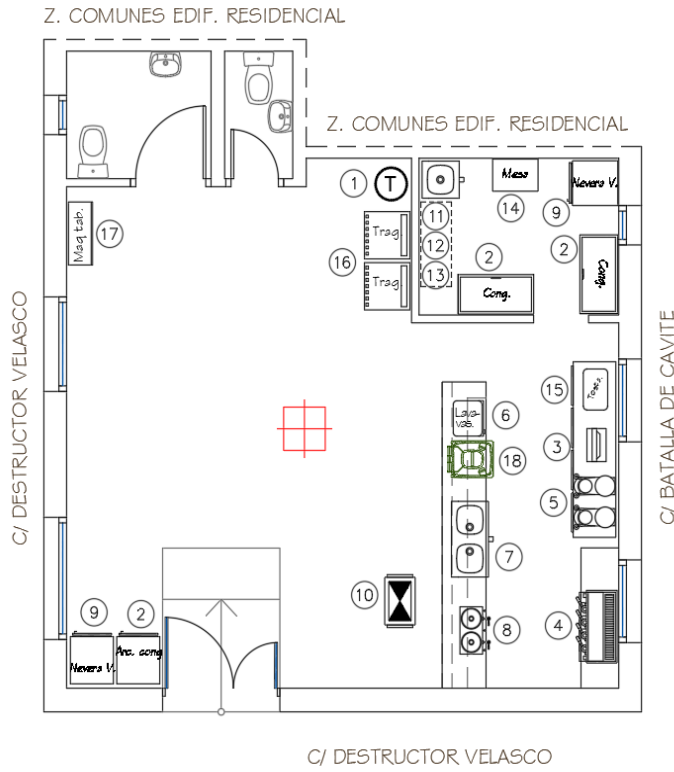 Z. COMUNES EDIF. RESIDENCIAL
Z. COMUNES EDIF. RESIDENCIAL
1
T
Mesa
Nevera V.
14
9
11
12
13
2
2
Cong.
Cong.
Maq.tab.
17
Trag.
16
Trag.
C/ DESTRUCTOR VELASCO
C/ BATALLA DE CAVITE
Lava-
vas.
6
18
Tosta.
15
3
5
7
10
8
4
9
2
Nevera V.
Arc. cong
C/ DESTRUCTOR VELASCO